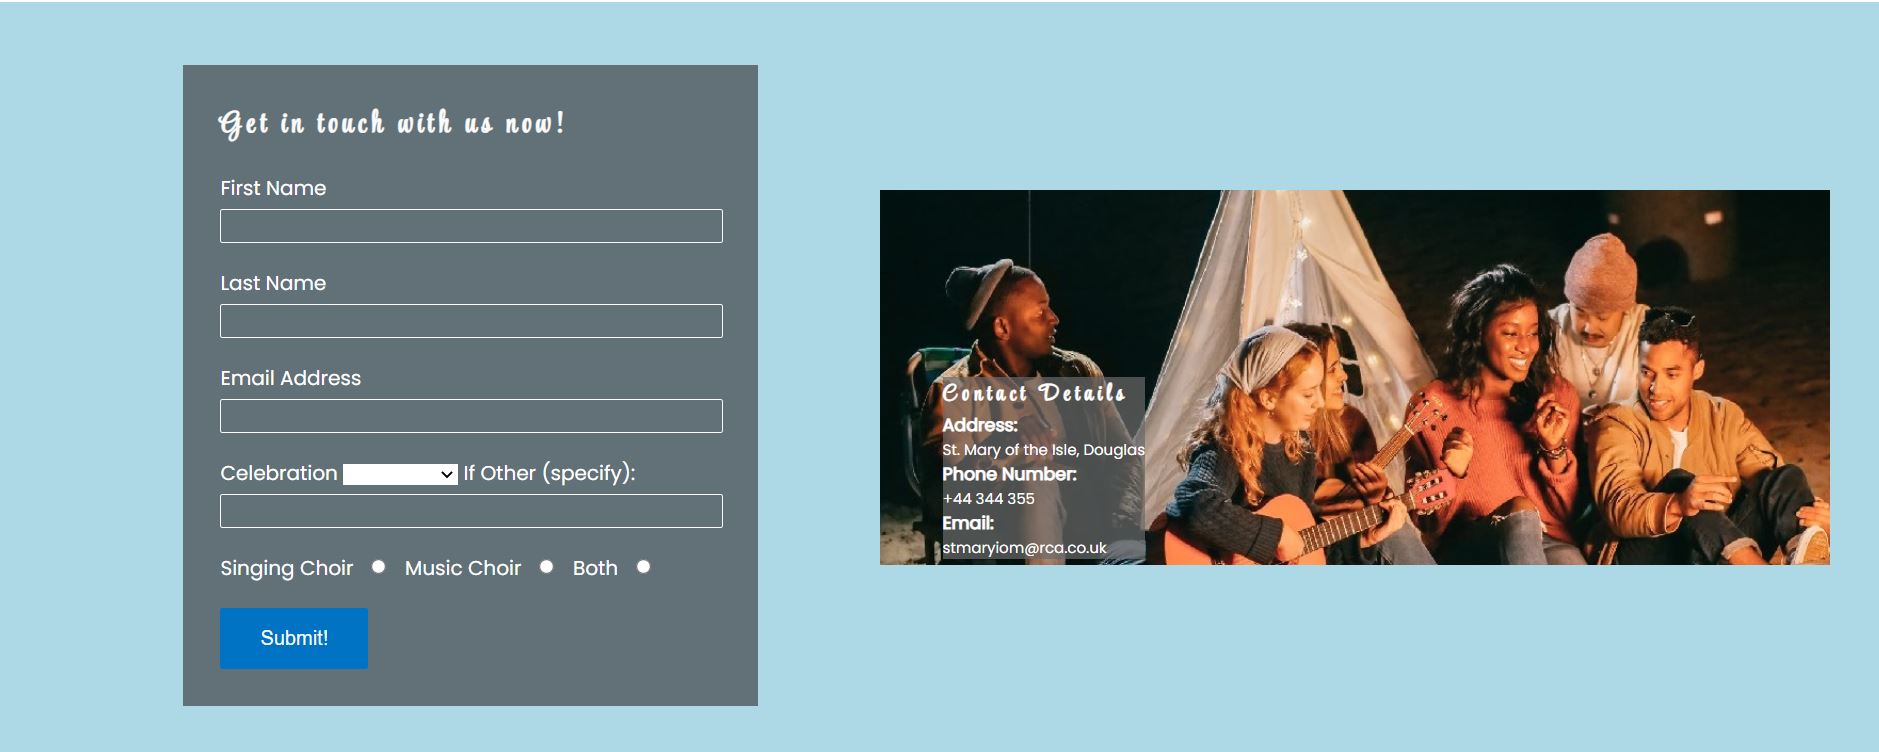 Get in touch with us now!
First Name
Last Name
Email Address
Celebration If Other (specify):
Singing Choir Music Choir Both
Submit!
Contact Details
Address:
St. Mary of the Isle, Douglas
Phone Number:
+44 344 355
Email:
stmaryiom@rca.co.uk